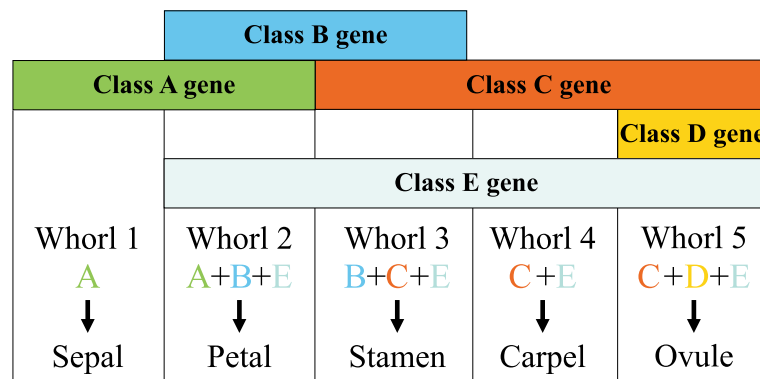 Class B gene
Class A gene Class C gene
Class D gene
Class E gene
Whorl 1 Whorl 2 Whorl 3 Whorl 4 Whorl 5
A A+B+E B+C+E C+E C+D+E
Sepal Petal Stamen Carpel Ovule